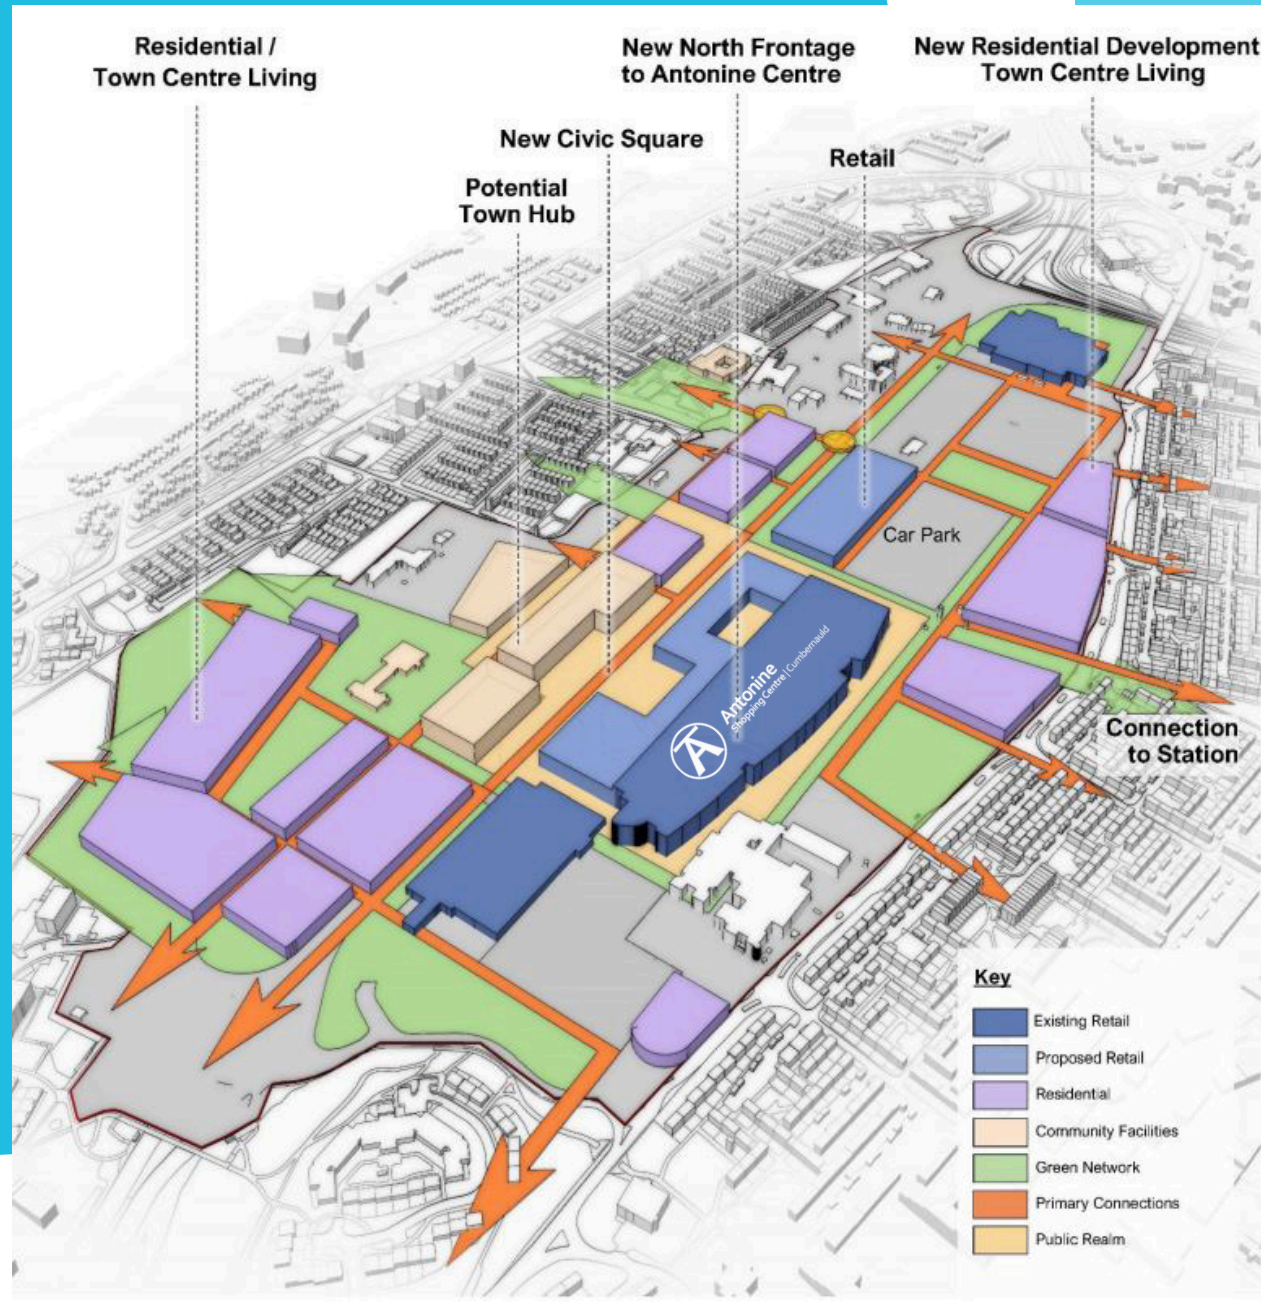 Residential /
Town Centre Living
New North Frontage
to Antonine Centre
New Residential Development
Town Centre Living
New Civic Square
Retail
Potential
Town Hub
Car Park
Antonine
Shopping Centre | Cumbernauld
Connection
to Station
Key
Existing Retail
Proposed Retail
Residential
Community Facilities
Green Network
Primary Connections
Public Realm